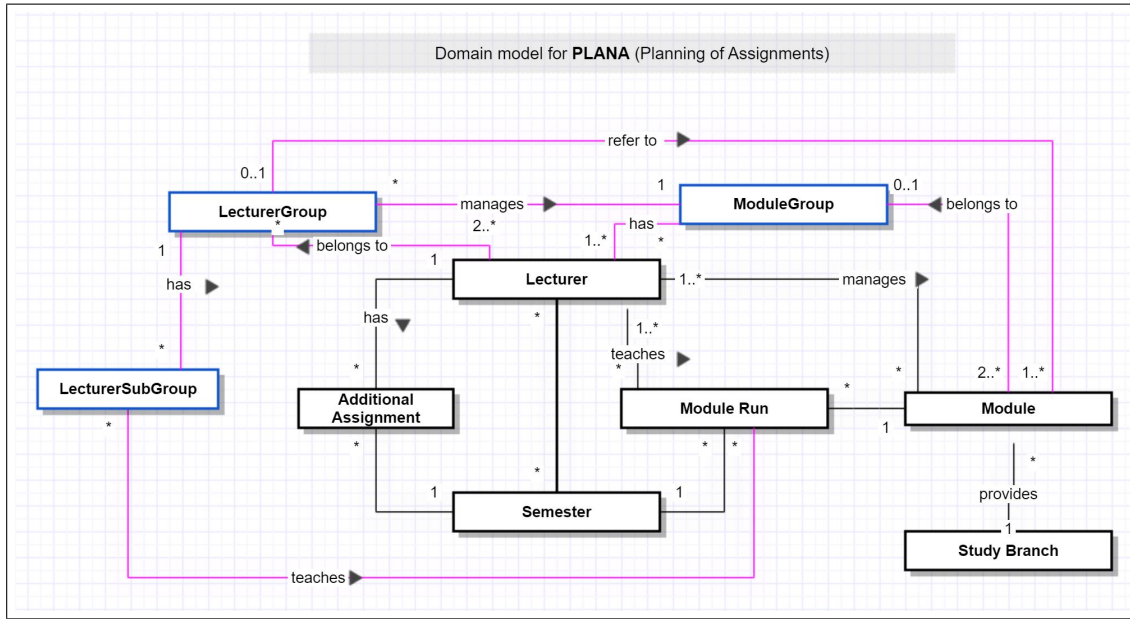 Domain model for PLANA (Planning of Assignments)
refer to
0..1
*
1
0..1
LecturerGroup
*
manages
ModuleGroup
belongs to
2..*
has
1
belongs to
1..*
*
1
Lecturer
1..*
manages
has
has
*
1..*
teaches
*
*
*
*
2..*
1..*
LecturerSubGroup
Additional
Assignment
Module Run
*
Module
*
1
*
*
*
*
*
1
1
provides
Semester
1
Study Branch
teaches